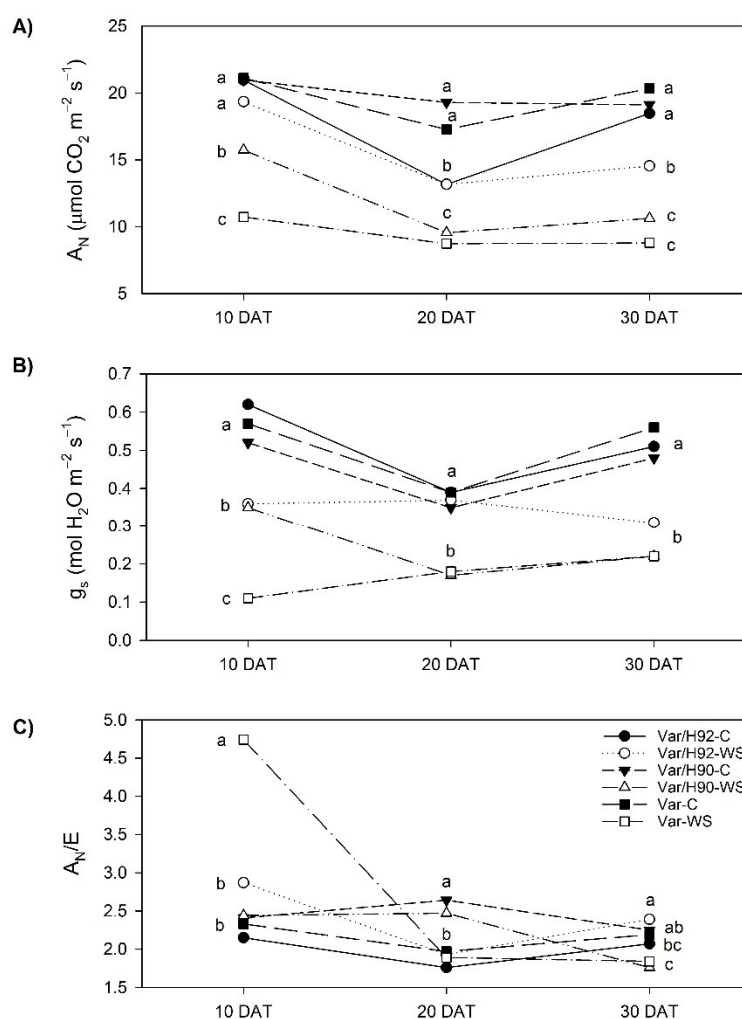 A)
A_N (μmol CO₂ m⁻² s⁻¹)
25
20
15
10
5
a
a
b
c
a
a
b
c
c
a
a
b
c
c
10 DAT 20 DAT 30 DAT
B)
g_s (mol H₂O m⁻² s⁻¹)
0.7
0.6
0.5
0.4
0.3
0.2
0.1
0.0
a
b
c
a
b
a
b
10 DAT 20 DAT 30 DAT
C)
A_N/E
5.0
4.5
4.0
3.5
3.0
2.5
2.0
1.5
a
b
b
a
b
a
ab
bc
c
Var/H92-C
Var/H92-WS
Var/H90-C
Var/H90-WS
Var-C
Var-WS
10 DAT 20 DAT 30 DAT